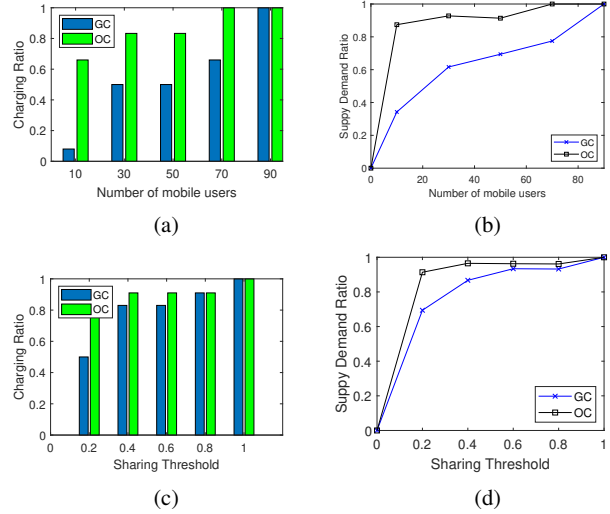 GC
OC
Charging Ratio
1
0.8
0.6
0.4
0.2
0
10 30 50 70 90
Number of mobile users
(a)
Suppy Demand Ratio
1
0.8
0.6
0.4
0.2
0
GC
OC
0 20 40 60 80
Number of mobile users
(b)
GC
OC
Charging Ratio
1
0.8
0.6
0.4
0.2
0
0 0.2 0.4 0.6 0.8 1
Sharing Threshold
(c)
Suppy Demand Ratio
1
0.8
0.6
0.4
0.2
0
GC
OC
0 0.2 0.4 0.6 0.8 1
Sharing Threshold
(d)